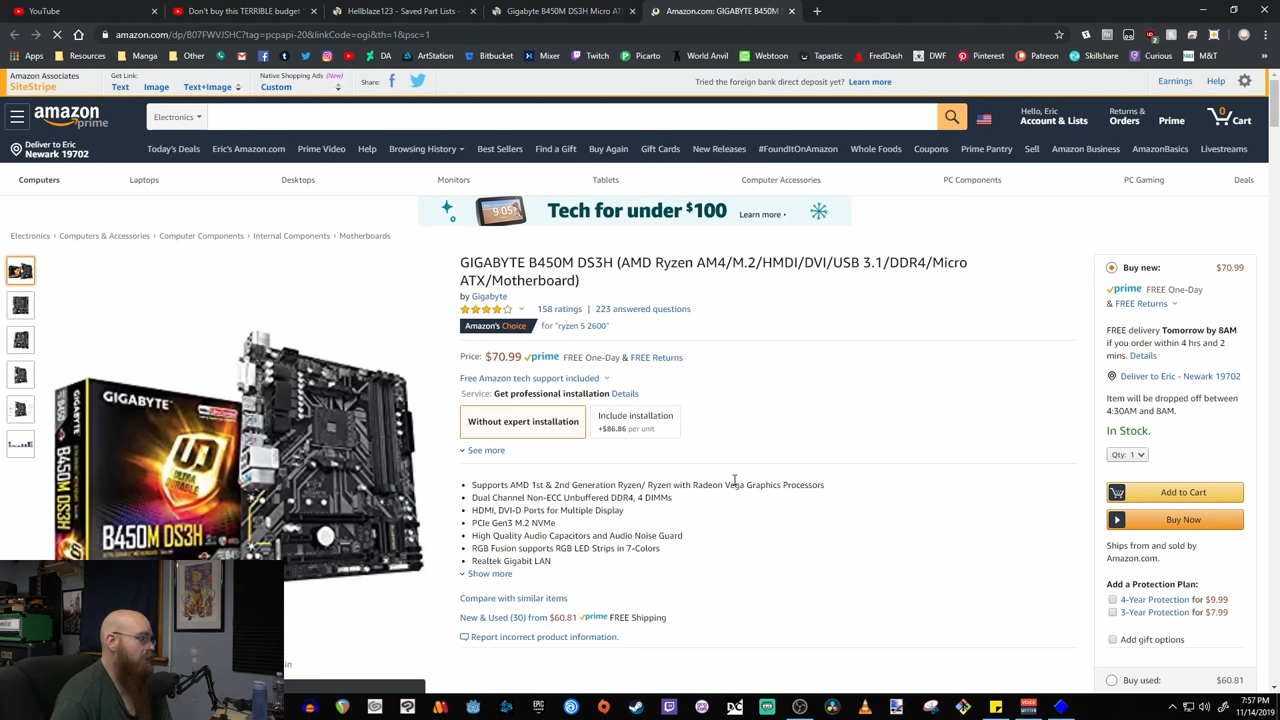 YouTube
Don't buy this TERRIBLE budget
Hellblaze123 - Saved Part Lists -
Gigabyte B450M DS3H Micro AT
Amazon.com: GIGABYTE B450M
amazon.com/dp/B07FWVJSHC?tag=pcpapi-20&linkCode=ogi&th=1&psc=1
Apps Resources Manga Other DA ArtStation Bitbucket Mixer Twitch Picarto World Anvil Webtoon Tapastic FredDash DWF Pinterest Patreon Skillshare Curious M&T
Amazon Associates
SiteStripe
Get Link:
Text Image Text+Image
Native Shopping Ads (New)
Custom
Share:
Tried the foreign bank direct deposit yet? Learn more
Earnings Help
amazon prime
Electronics
Hello, Eric
Account & Lists
Returns &
Orders
Prime
0
Cart
Deliver to Eric
Newark 19702
Today's Deals Eric's Amazon.com Prime Video Help Browsing History Best Sellers Find a Gift Buy Again Gift Cards New Releases #FoundItOnAmazon Whole Foods Coupons Prime Pantry Sell Amazon Business AmazonBasics Livestreams
Computers Laptops Desktops Monitors Tablets Computer Accessories PC Components PC Gaming Deals
9:05
Tech for under $100 Learn more ›
Electronics › Computers & Accessories › Computer Components › Internal Components › Motherboards
GIGABYTE B450M DS3H (AMD Ryzen AM4/M.2/HMDI/DVI/USB 3.1/DDR4/Micro
ATX/Motherboard)
by Gigabyte
158 ratings | 223 answered questions
Amazon's Choice for "ryzen 5 2600"
Price: $70.99 prime FREE One-Day & FREE Returns
Free Amazon tech support included
Service: Get professional installation Details
Without expert installation
Include installation
+$86.86 per unit
See more
• Supports AMD 1st & 2nd Generation Ryzen/ Ryzen with Radeon Vega Graphics Processors
• Dual Channel Non-ECC Unbuffered DDR4, 4 DIMMs
• HDMI, DVI-D Ports for Multiple Display
• PCIe Gen3 M.2 NVMe
• High Quality Audio Capacitors and Audio Noise Guard
• RGB Fusion supports RGB LED Strips in 7-Colors
• Realtek Gigabit LAN
Show more
Compare with similar items
New & Used (30) from $60.81 prime FREE Shipping
Report incorrect product information.
GIGABYTE
ULTRA DURABLE
B450M DS3H
B450M DS3H
Buy new: $70.99
prime FREE One-Day
& FREE Returns
FREE delivery Tomorrow by 8AM
if you order within 4 hrs and 2
mins. Details
Deliver to Eric - Newark 19702
Item will be dropped off between
4:30AM and 8AM.
In Stock.
Qty: 1
Add to Cart
Buy Now
Ships from and sold by
Amazon.com.
Add a Protection Plan:
4-Year Protection for $9.99
3-Year Protection for $7.99
Add gift options
Buy used: $60.81
7:57 PM
11/14/2019